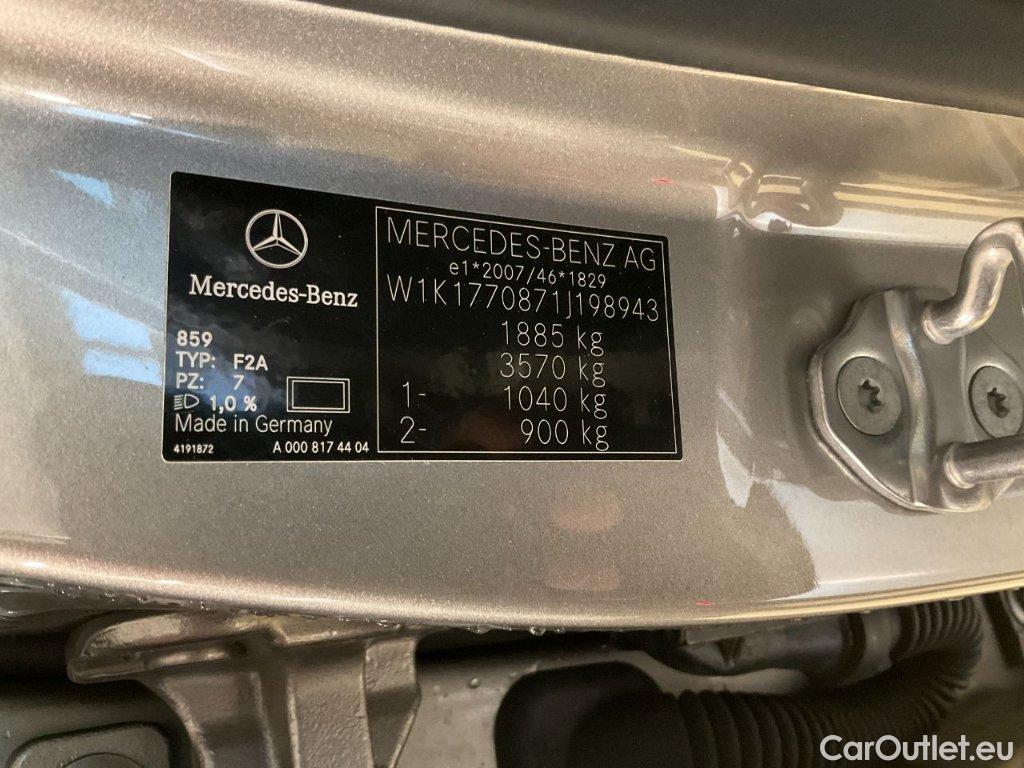 Mercedes-Benz
859
TYP: F2A
PZ: 7
1,0 %
Made in Germany
4191872
A 000 817 44 04
MERCEDES-BENZ AG
e1*2007/46*1829
W1K1770871J198943
1885 kg
3570 kg
1- 1040 kg
2- 900 kg
CarOutlet.eu